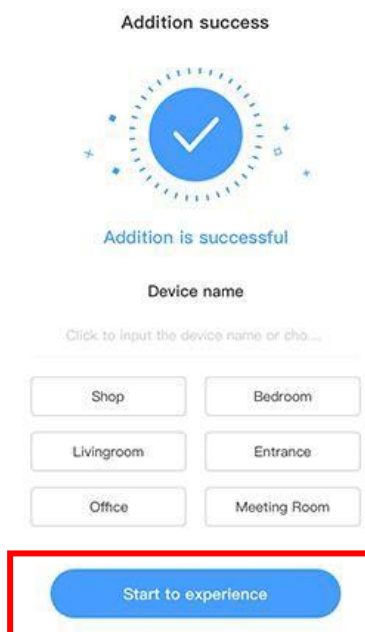 Addition success
Addition is successful
Device name
Click to input the device name or cho...
Shop Bedroom
Livingroom Entrance
Office Meeting Room
Start to experience